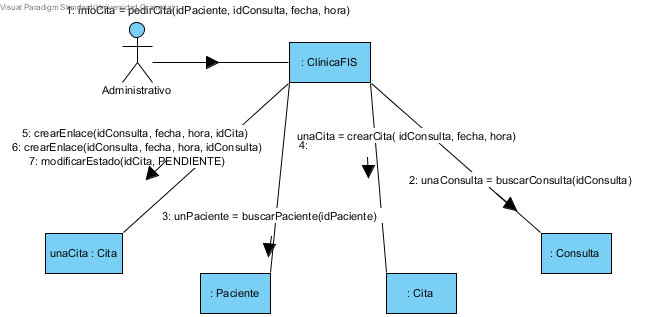 Visual Paradigm Standard(Universidad Granada)
1: infoCita = pedirCita(idPaciente, idConsulta, fecha, hora)
: ClinicaFIS
Administrativo
5: crearEnlace(idConsulta, fecha, hora, idCita)
6: crearEnlace(idConsulta, fecha, hora, idConsulta)
7: modificarEstado(idCita, PENDIENTE)
unaCita = crearCita( idConsulta, fecha, hora)
4:
2: unaConsulta = buscarConsulta(idConsulta)
3: unPaciente = buscarPaciente(idPaciente)
unaCita : Cita
: Consulta
: Paciente
: Cita